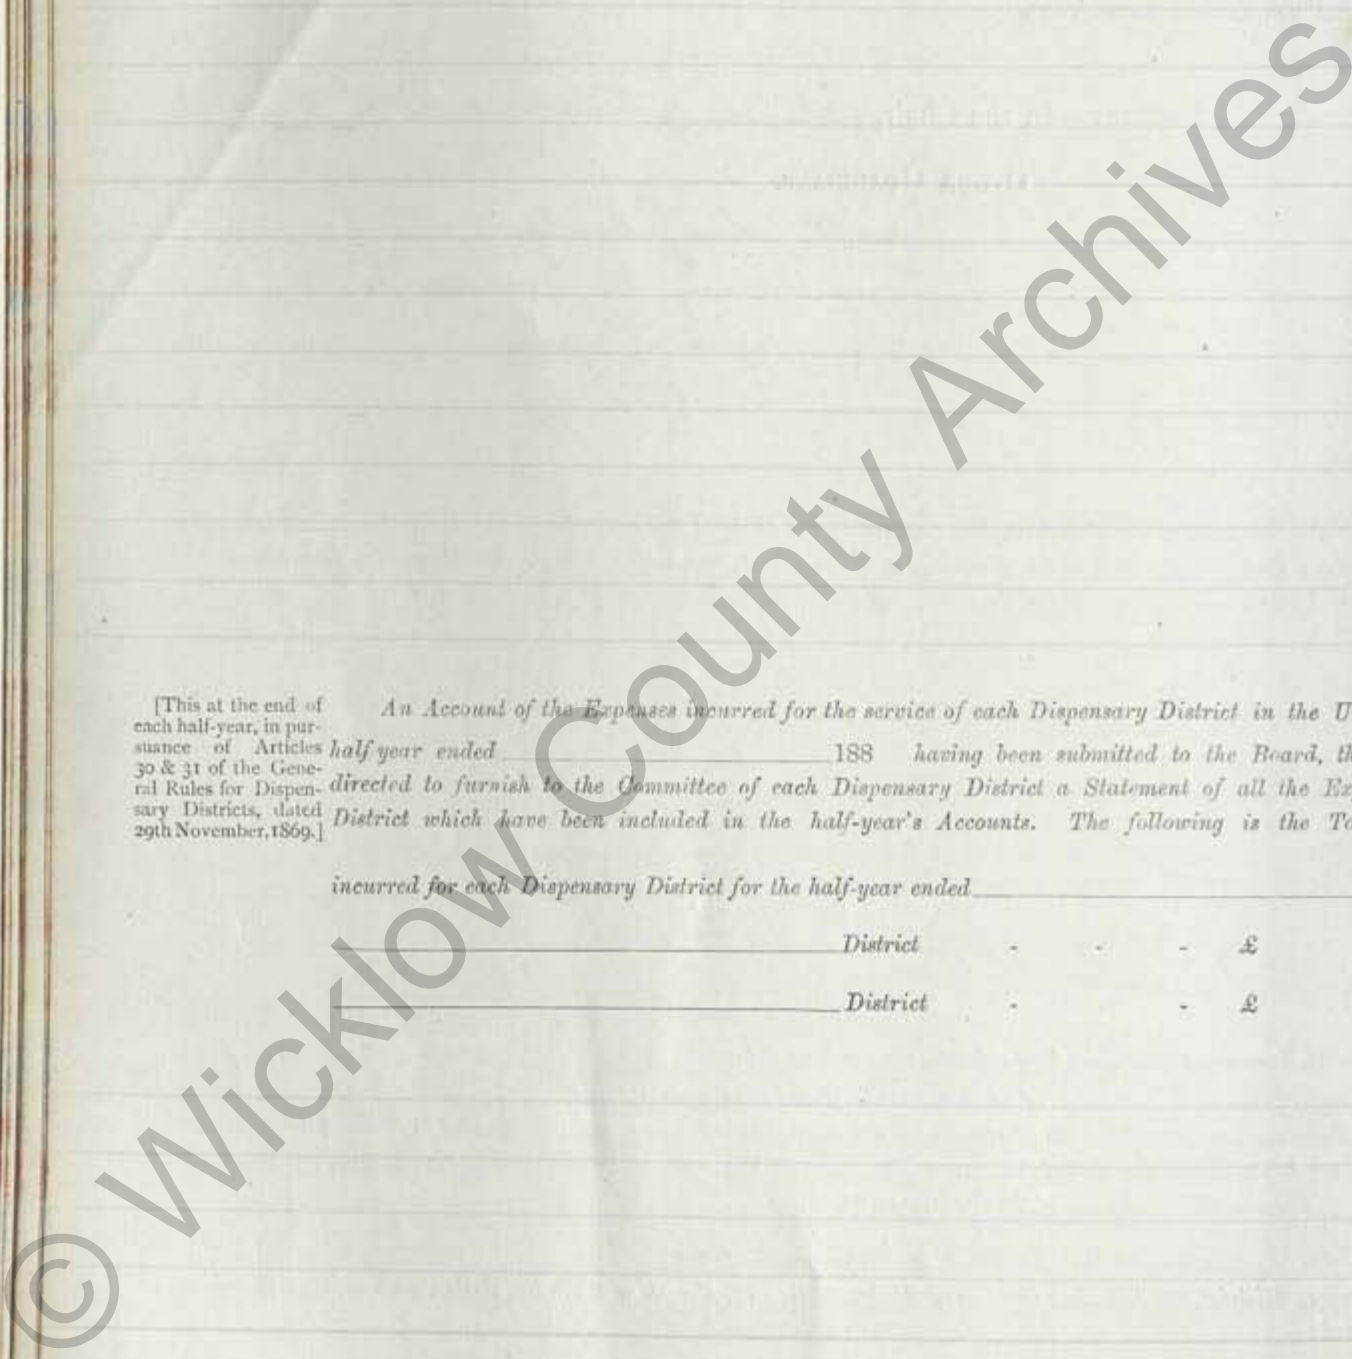 [This at the end of
each half-year, in pur-
suance of Articles
30 & 31 of the Gene-
ral Rules for Dispen-
sary Districts, dated
29th November, 1869.]
An Account of the Expenses incurred for the service of each Dispensary District in the U
half year ended 188 having been submitted to the Board, th
directed to furnish to the Committee of each Dispensary District a Statement of all the Ex
District which have been included in the half-year's Accounts. The following is the To
incurred for each Dispensary District for the half-year ended
District - - - £
District - - £
© Wicklow County Archives